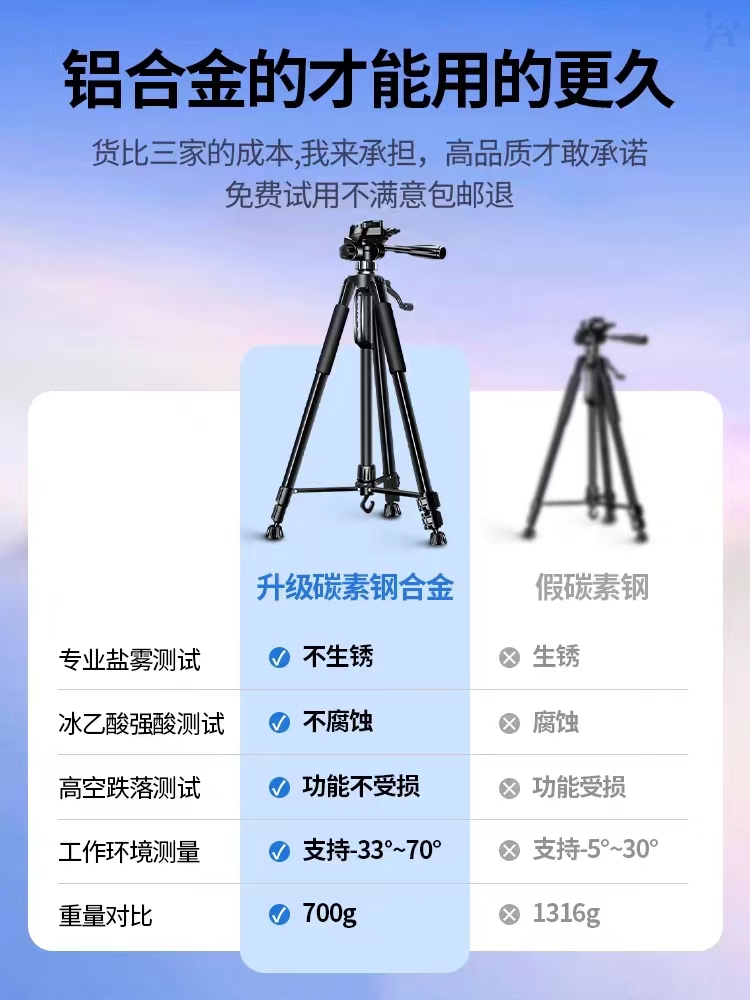 铝合金的才能用的更久
货比三家的成本,我来承担，高品质才敢承诺
免费试用不满意包邮退
升级碳素钢合金 假碳素钢
专业盐雾测试 不生锈 生锈
冰乙酸强酸测试 不腐蚀 腐蚀
高空跌落测试 功能不受损 功能受损
工作环境测量 支持-33°~70° 支持-5°~30°
重量对比 700g 1316g